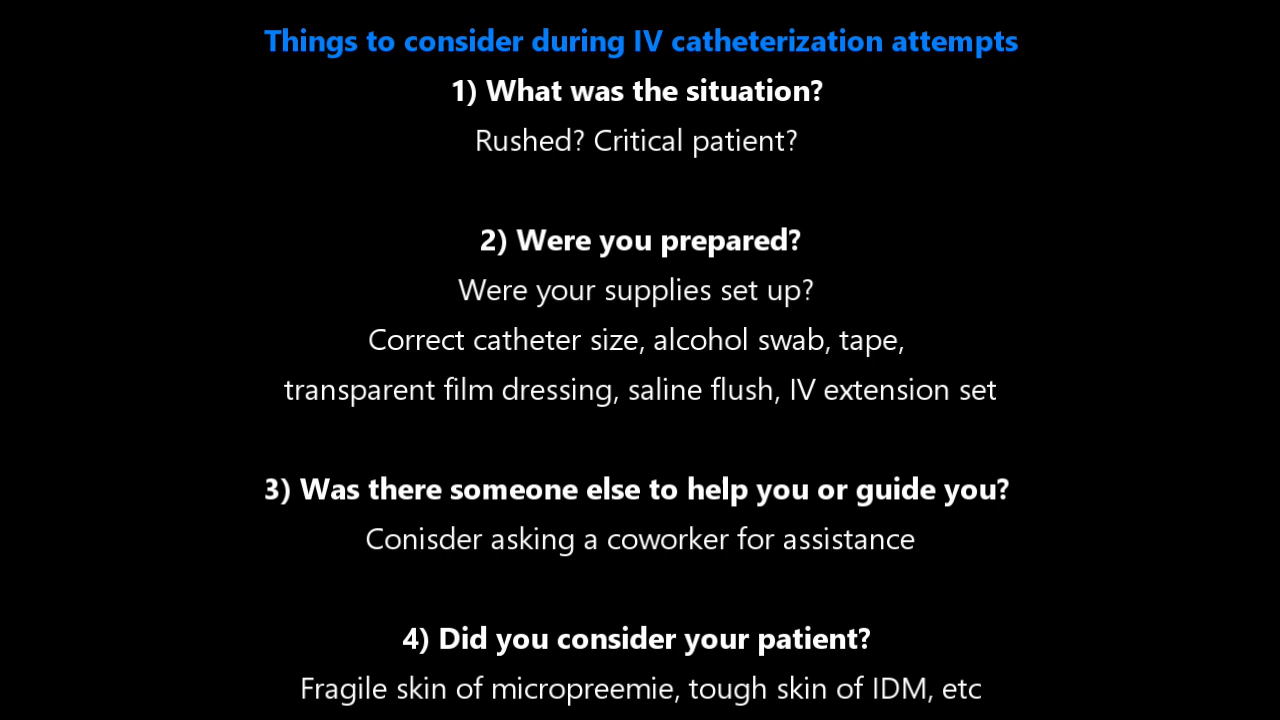 Things to consider during IV catheterization attempts
1) What was the situation?
Rushed? Critical patient?
2) Were you prepared?
Were your supplies set up?
Correct catheter size, alcohol swab, tape,
transparent film dressing, saline flush, IV extension set
3) Was there someone else to help you or guide you?
Conisder asking a coworker for assistance
4) Did you consider your patient?
Fragile skin of micropreemie, tough skin of IDM, etc